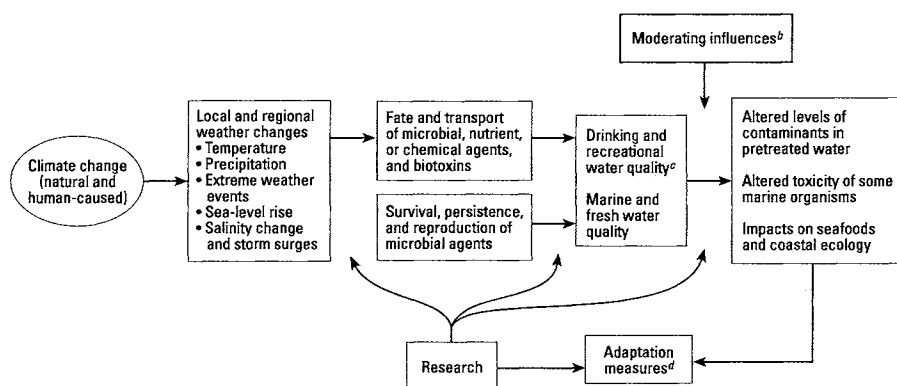 Moderating influencesᵇ
Climate change
(natural and
human-caused)
Local and regional
weather changes
• Temperature
• Precipitation
• Extreme weather
events
• Sea-level rise
• Salinity change
and storm surges
Fate and transport
of microbial, nutrient,
or chemical agents,
and biotoxins
Survival, persistence,
and reproduction of
microbial agents
Drinking and
recreational
water qualityᶜ
Marine and
fresh water
quality
Altered levels of
contaminants in
pretreated water
Altered toxicity of some
marine organisms
Impacts on seafoods
and coastal ecology
Research
Adaptation
measuresᵈ